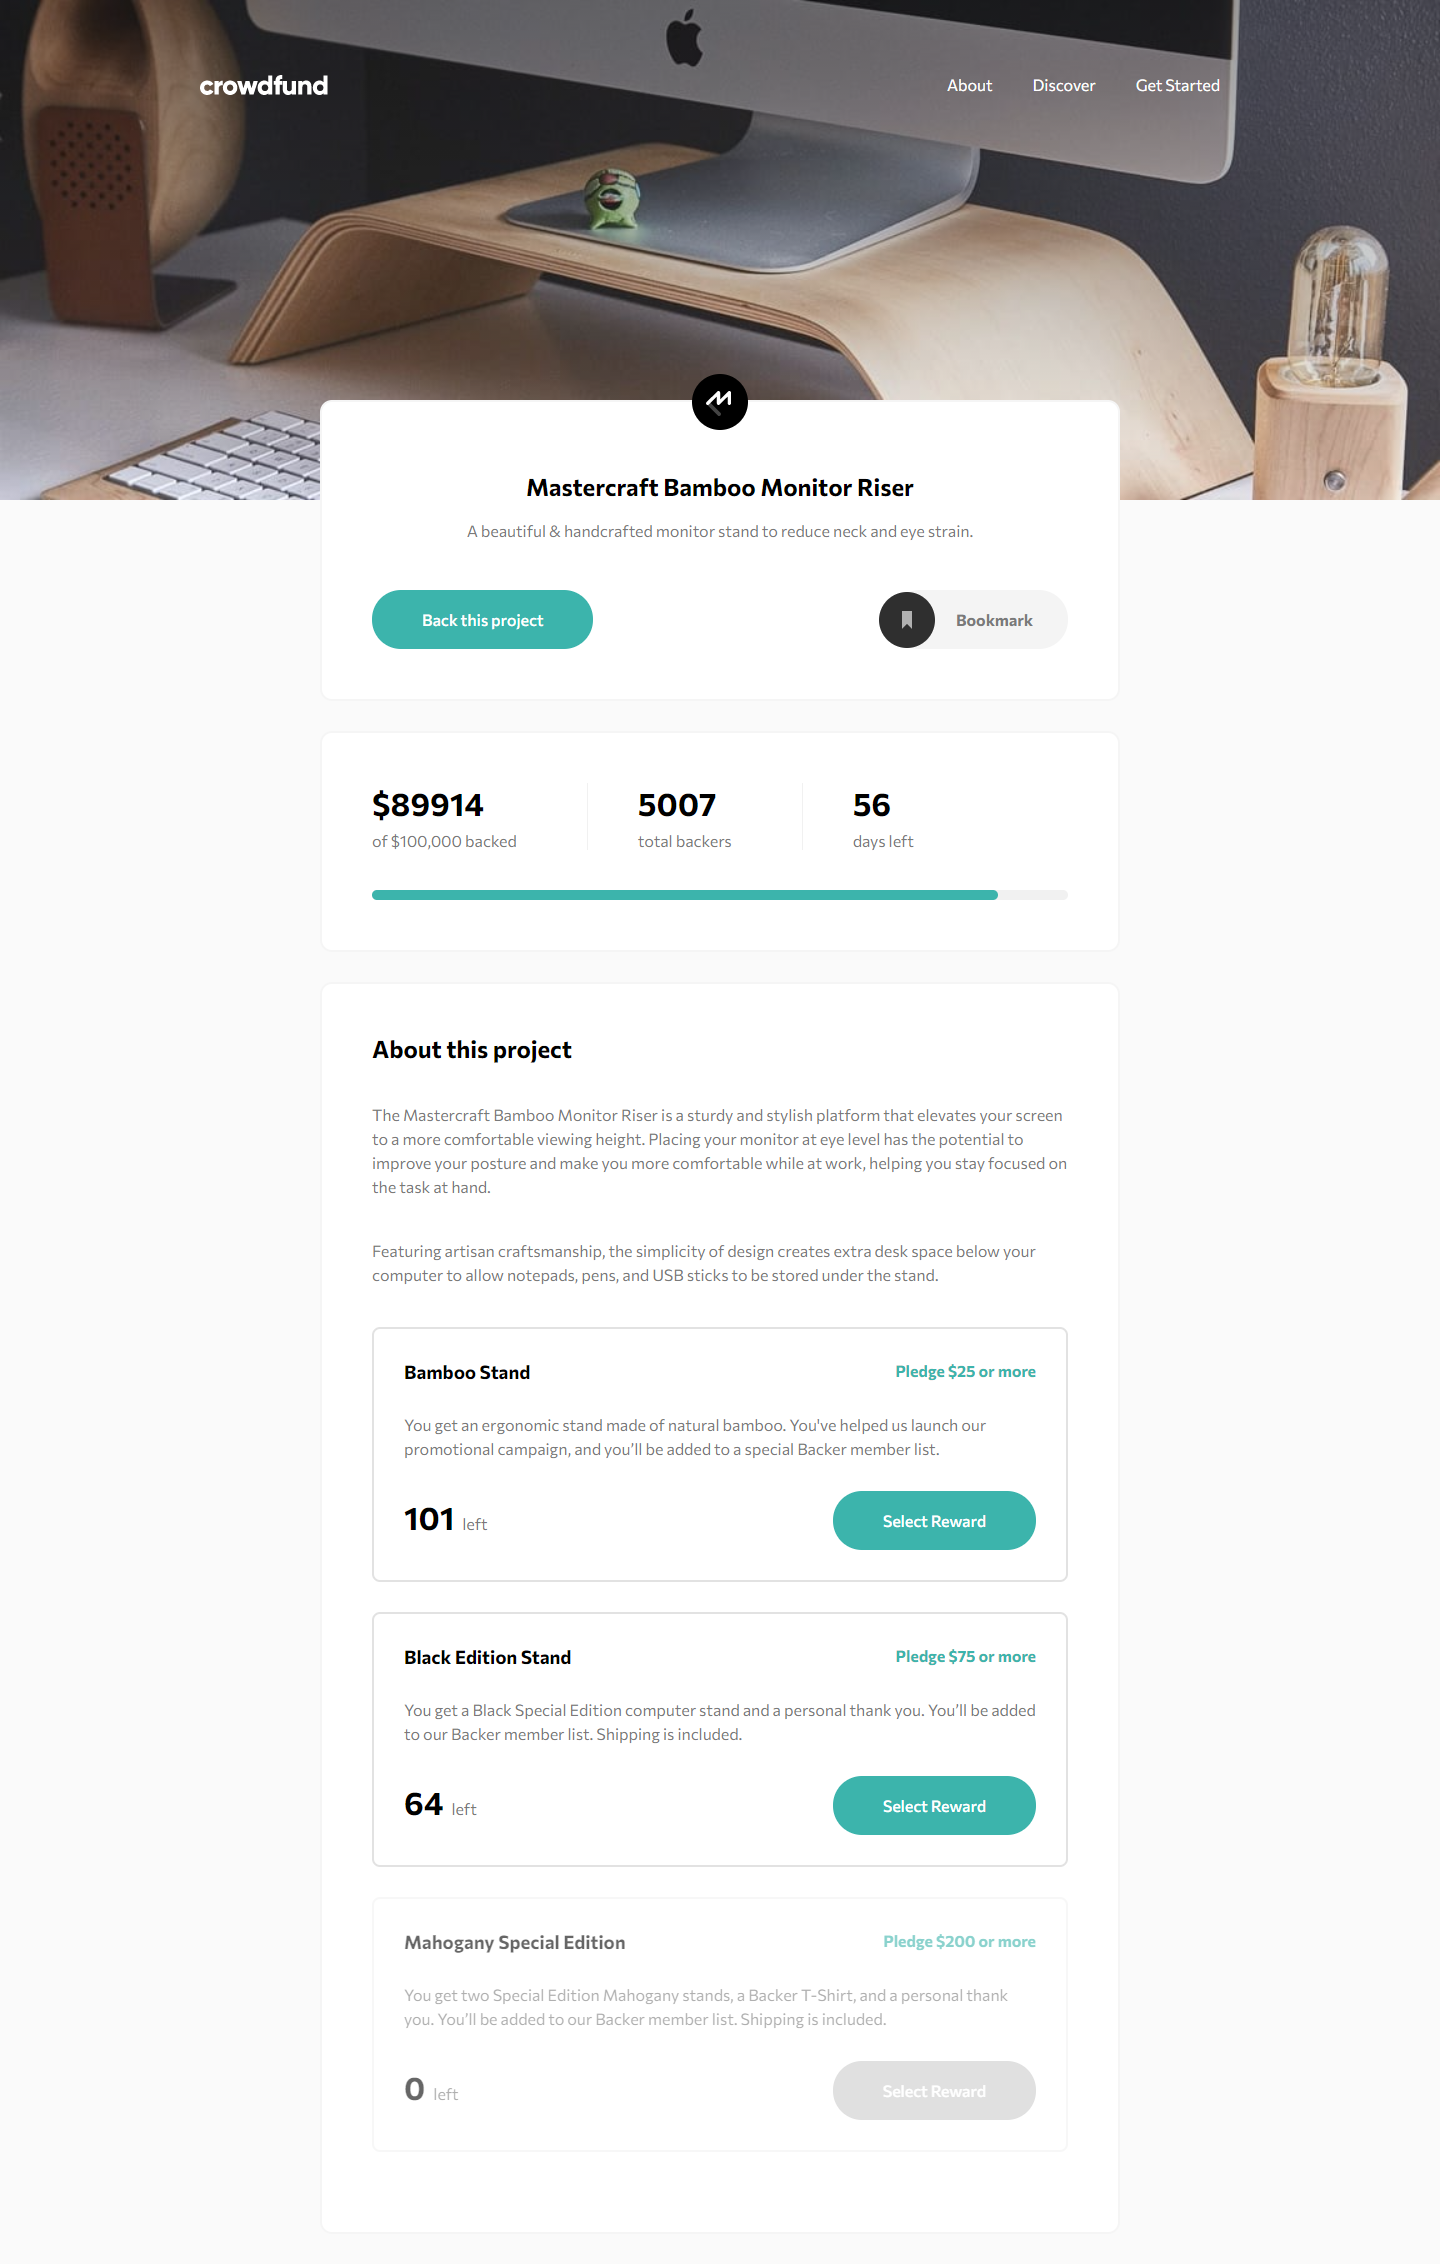 crowdfund
About
Discover
Get Started
Mastercraft Bamboo Monitor Riser
A beautiful & handcrafted monitor stand to reduce neck and eye strain.
Back this project
Bookmark
$89914
of $100,000 backed
5007
total backers
56
days left
About this project
The Mastercraft Bamboo Monitor Riser is a sturdy and stylish platform that elevates your screen
to a more comfortable viewing height. Placing your monitor at eye level has the potential to
improve your posture and make you more comfortable while at work, helping you stay focused on
the task at hand.
Featuring artisan craftsmanship, the simplicity of design creates extra desk space below your
computer to allow notepads, pens, and USB sticks to be stored under the stand.
Bamboo Stand
Pledge $25 or more
You get an ergonomic stand made of natural bamboo. You've helped us launch our
promotional campaign, and you’ll be added to a special Backer member list.
101 left
Select Reward
Black Edition Stand
Pledge $75 or more
You get a Black Special Edition computer stand and a personal thank you. You’ll be added
to our Backer member list. Shipping is included.
64 left
Select Reward
Mahogany Special Edition
Pledge $200 or more
You get two Special Edition Mahogany stands, a Backer T-Shirt, and a personal thank
you. You’ll be added to our Backer member list. Shipping is included.
0 left
Select Reward